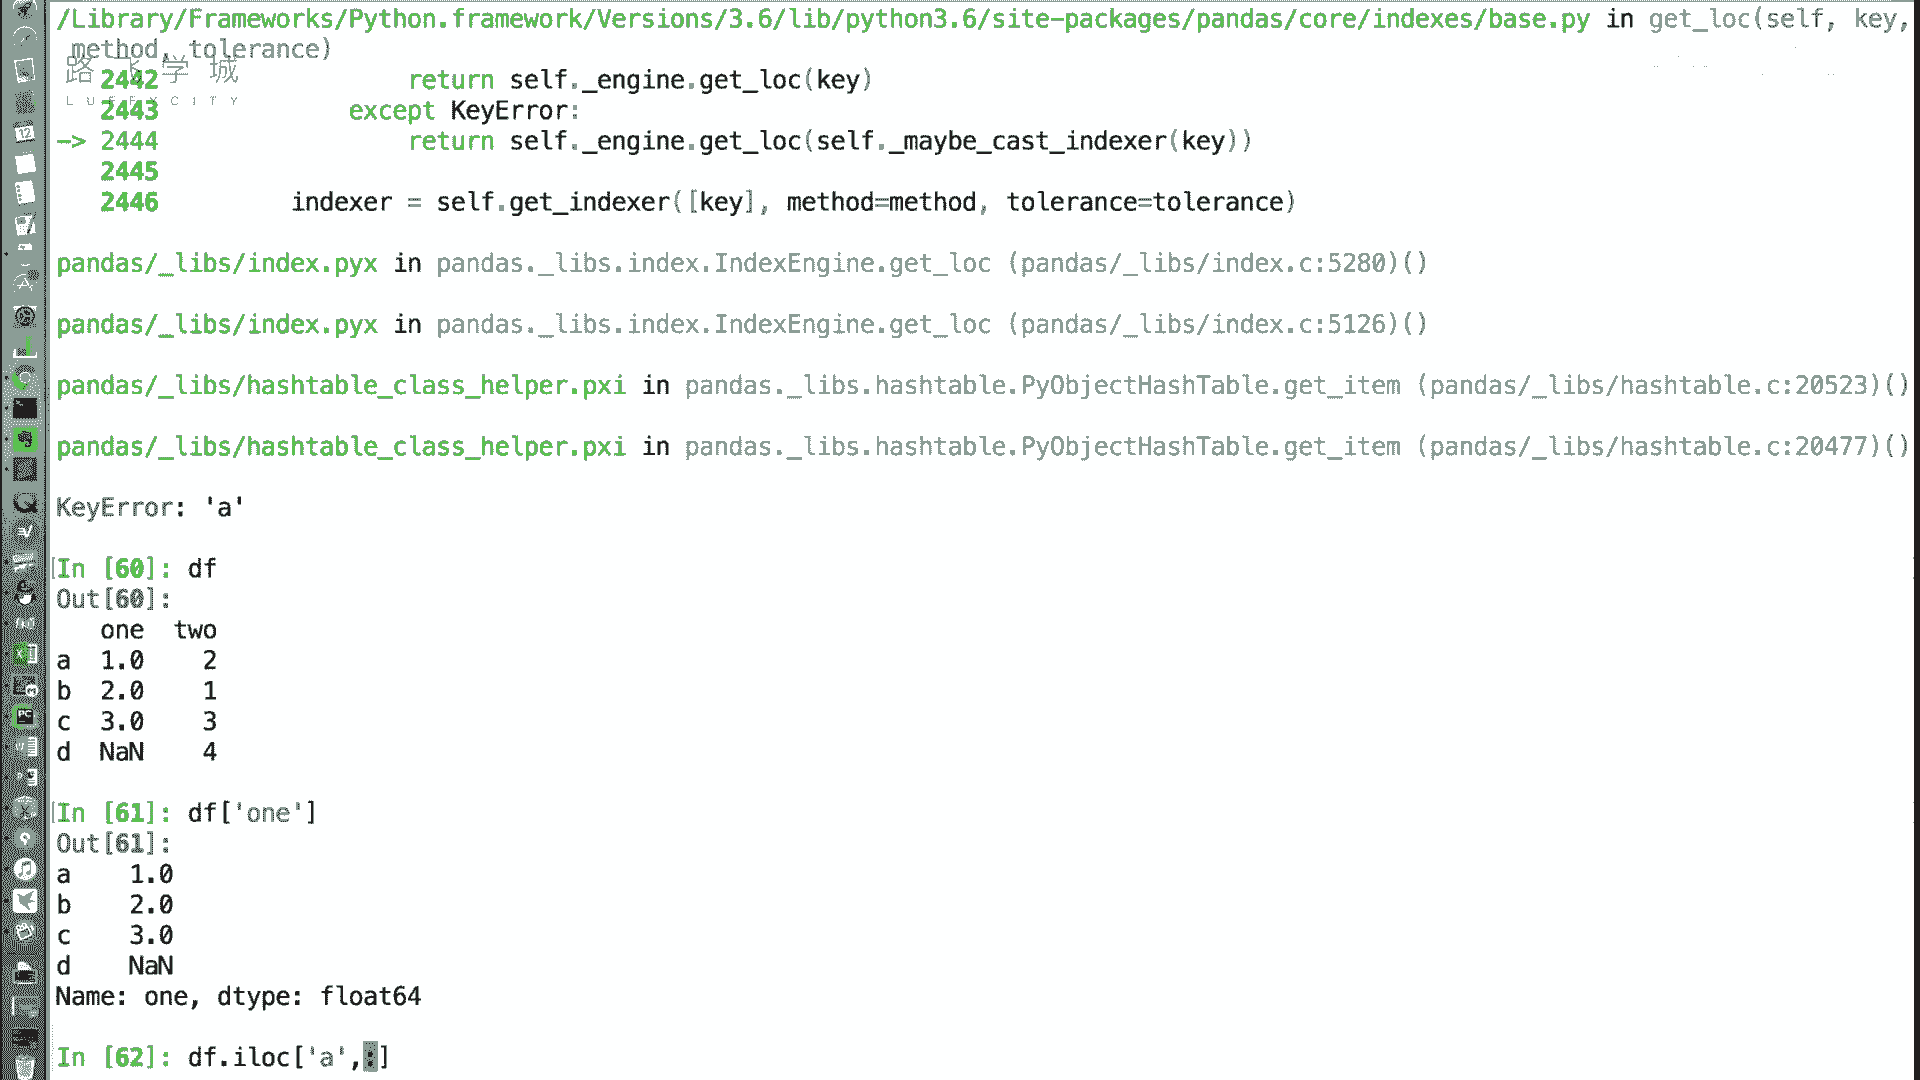 /Library/Frameworks/Python.framework/Versions/3.6/lib/python3.6/site-packages/pandas/core/indexes/base.py in get_loc(self, key,
method, tolerance)
路飞学城
LUFFYCITY
2442                 return self._engine.get_loc(key)
2443             except KeyError:
-> 2444                 return self._engine.get_loc(self._maybe_cast_indexer(key))
2445
2446         indexer = self.get_indexer([key], method=method, tolerance=tolerance)
pandas/_libs/index.pyx in pandas._libs.index.IndexEngine.get_loc (pandas/_libs/index.c:5280)()
pandas/_libs/index.pyx in pandas._libs.index.IndexEngine.get_loc (pandas/_libs/index.c:5126)()
pandas/_libs/hashtable_class_helper.pxi in pandas._libs.hashtable.PyObjectHashTable.get_item (pandas/_libs/hashtable.c:20523)()
pandas/_libs/hashtable_class_helper.pxi in pandas._libs.hashtable.PyObjectHashTable.get_item (pandas/_libs/hashtable.c:20477)()
KeyError: 'a'
In [60]: df
Out[60]:
   one  two
a  1.0    2
b  2.0    1
c  3.0    3
d  NaN    4
In [61]: df['one']
Out[61]:
a    1.0
b    2.0
c    3.0
d    NaN
Name: one, dtype: float64
In [62]: df.iloc['a',:]